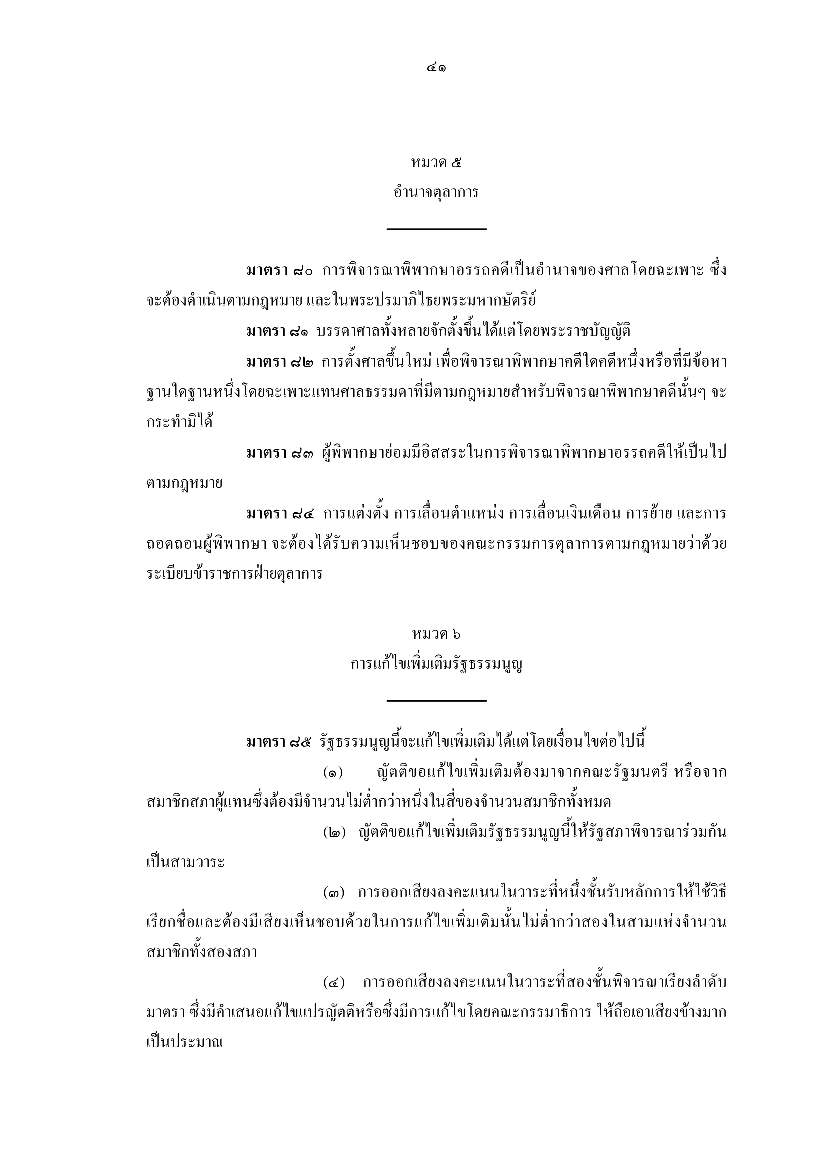 ๔๑
หมวด ๕
อำนาจตุลาการ
มาตรา ๘๐ การพิจารณาพิพากษาอรรถคดีเป็นอำนาจของศาลโดยฉะเพาะ ซึ่ง
จะต้องดำเนินตามกฎหมาย และในพระปรมาภิไธยพระมหากษัตริย์
มาตรา ๘๑ บรรดาศาลทั้งหลายจักตั้งขึ้นได้แต่โดยพระราชบัญญัติ
มาตรา ๘๒ การตั้งศาลขึ้นใหม่ เพื่อพิจารณาพิพากษาคดีใดคดีหนึ่งหรือที่มีข้อหา
ฐานใดฐานหนึ่งโดยฉะเพาะแทนศาลธรรมดาที่มีตามกฎหมายสำหรับพิจารณาพิพากษาคดีนั้นๆ จะ
กระทำมิได้
มาตรา ๘๓ ผู้พิพากษาย่อมมีอิสสระในการพิจารณาพิพากษาอรรถคดีให้เป็นไป
ตามกฎหมาย
มาตรา ๘๔ การแต่งตั้ง การเลื่อนตำแหน่ง การเลื่อนเงินเดือน การย้าย และการ
ถอดถอนผู้พิพากษา จะต้องได้รับความเห็นชอบของคณะกรรมการตุลาการตามกฎหมายว่าด้วย
ระเบียบข้าราชการฝ่ายตุลาการ
หมวด ๖
การแก้ไขเพิ่มเติมรัฐธรรมนูญ
มาตรา ๘๕ รัฐธรรมนูญนี้จะแก้ไขเพิ่มเติมได้แต่โดยเงื่อนไขต่อไปนี้
(๑) ญัตติขอแก้ไขเพิ่มเติมต้องมาจากคณะรัฐมนตรี หรือจาก
สมาชิกสภาผู้แทนซึ่งต้องมีจำนวนไม่ต่ำกว่าหนึ่งในสี่ของจำนวนสมาชิกทั้งหมด
(๒) ญัตติขอแก้ไขเพิ่มเติมรัฐธรรมนูญนี้ให้รัฐสภาพิจารณาร่วมกัน
เป็นสามวาระ
(๓) การออกเสียงลงคะแนนในวาระที่หนึ่งชั้นรับหลักการให้ใช้วิธี
เรียกชื่อและต้องมีเสียงเห็นชอบด้วยในการแก้ไขเพิ่มเติมนั้นไม่ต่ำกว่าสองในสามแห่งจำนวน
สมาชิกทั้งสองสภา
(๔) การออกเสียงลงคะแนนในวาระที่สองชั้นพิจารณาเรียงลำดับ
มาตรา ซึ่งมีคำเสนอแก้ไขแปรญัตติหรือซึ่งมีการแก้ไขโดยคณะกรรมาธิการ ให้ถือเอาเสียงข้างมาก
เป็นประมาณ